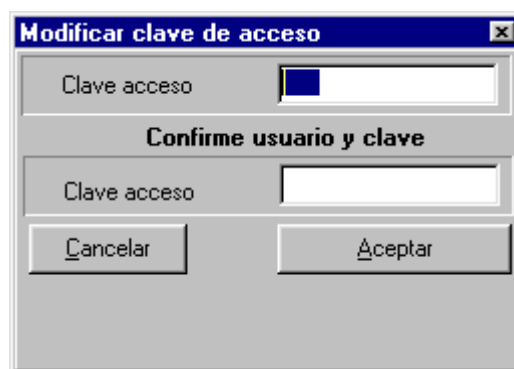 Modificar clave de acceso
Clave acceso
Confirme usuario y clave
Clave acceso
Cancelar Aceptar